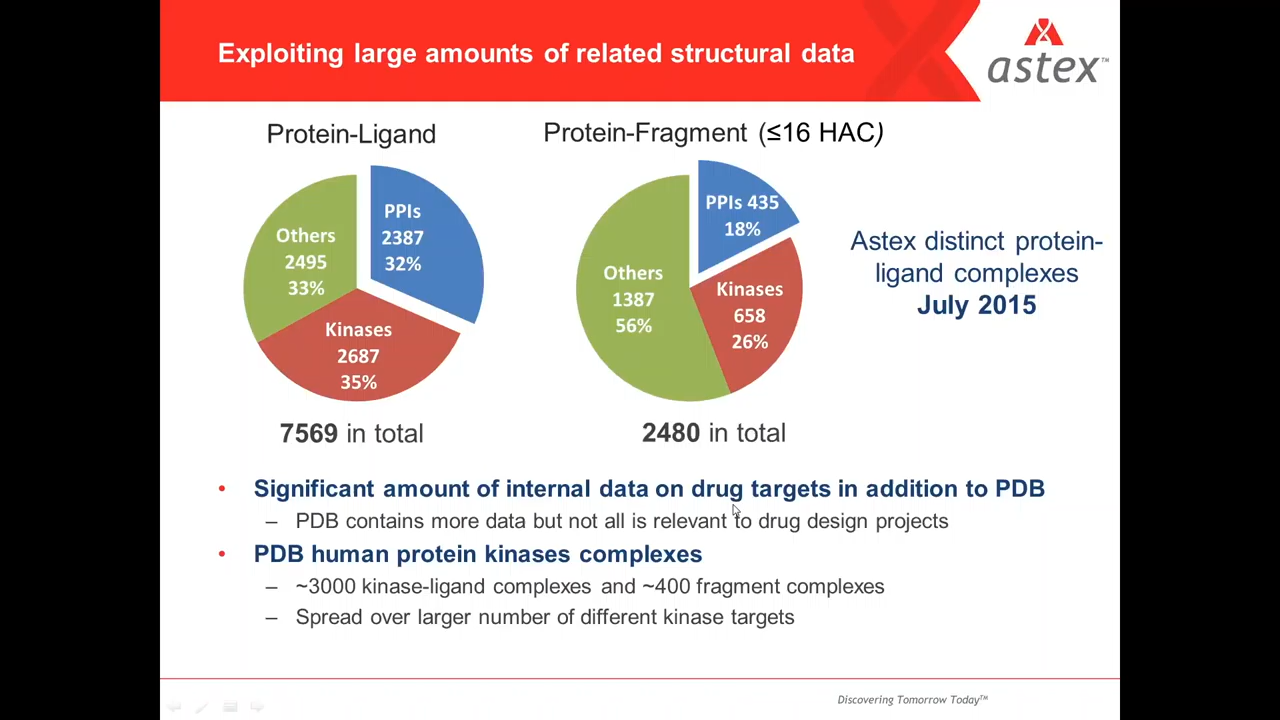 Exploiting large amounts of related structural data
astex™
Protein-Ligand
Protein-Fragment (≤16 HAC)
PPIs
2387
32%
Others
2495
33%
Kinases
2687
35%
PPIs 435
18%
Others
1387
56%
Kinases
658
26%
Astex distinct protein-
ligand complexes
July 2015
7569 in total
2480 in total
• Significant amount of internal data on drug targets in addition to PDB
– PDB contains more data but not all is relevant to drug design projects
• PDB human protein kinases complexes
– ~3000 kinase-ligand complexes and ~400 fragment complexes
– Spread over larger number of different kinase targets
Discovering Tomorrow Today™